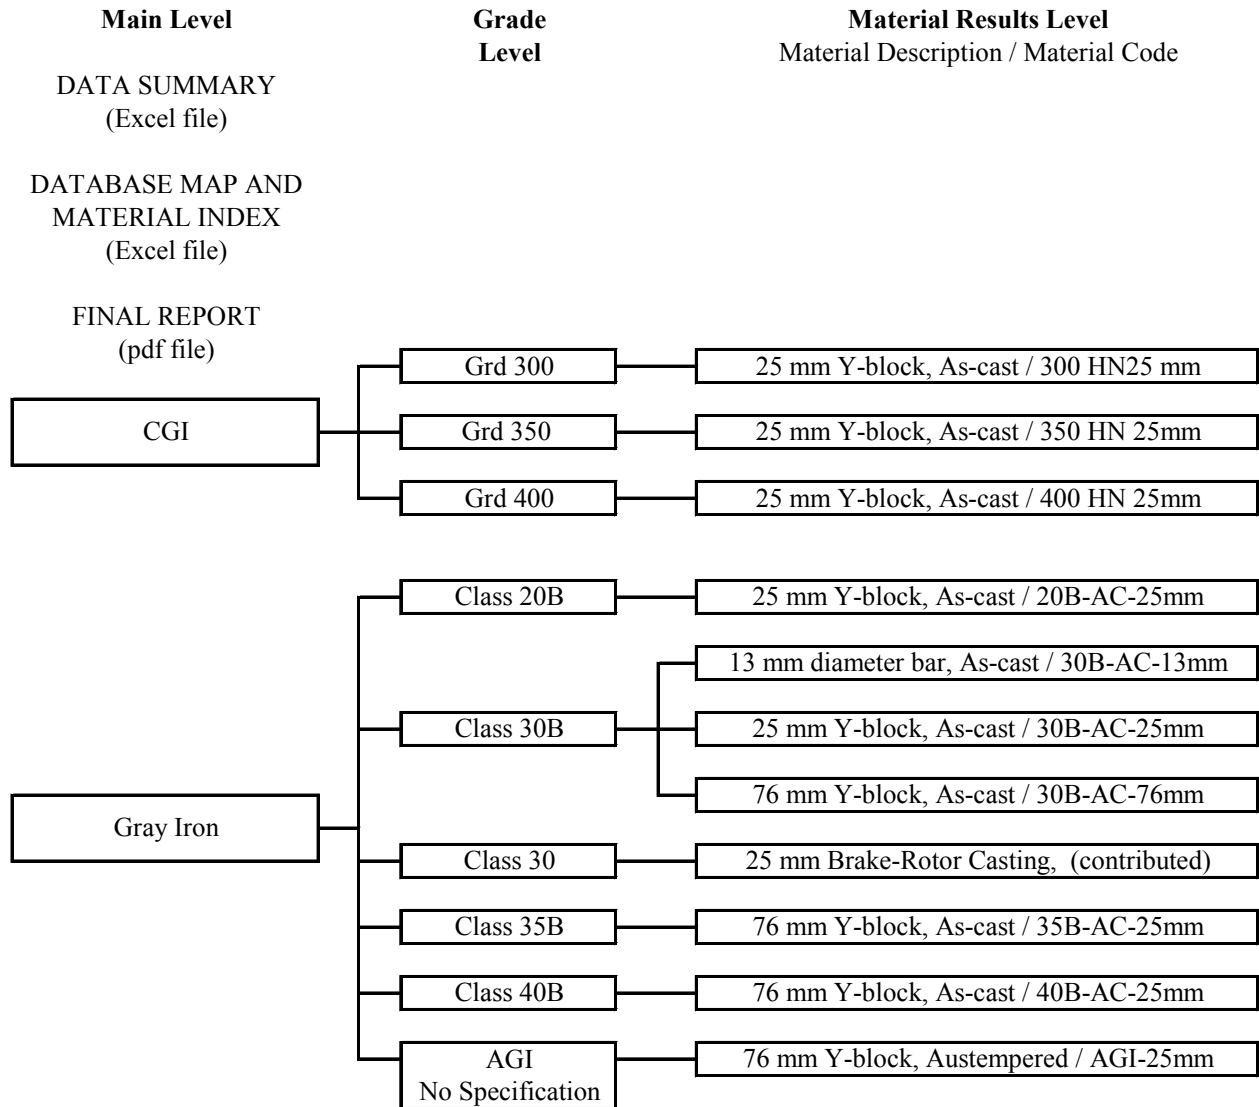 Main Level
Grade
Level
Material Results Level
Material Description / Material Code
DATA SUMMARY
(Excel file)
DATABASE MAP AND
MATERIAL INDEX
(Excel file)
FINAL REPORT
(pdf file)
CGI
Grd 300
25 mm Y-block, As-cast / 300 HN25 mm
Grd 350
25 mm Y-block, As-cast / 350 HN 25mm
Grd 400
25 mm Y-block, As-cast / 400 HN 25mm
Gray Iron
Class 20B
25 mm Y-block, As-cast / 20B-AC-25mm
Class 30B
13 mm diameter bar, As-cast / 30B-AC-13mm
25 mm Y-block, As-cast / 30B-AC-25mm
76 mm Y-block, As-cast / 30B-AC-76mm
Class 30
25 mm Brake-Rotor Casting,  (contributed)
Class 35B
76 mm Y-block, As-cast / 35B-AC-25mm
Class 40B
76 mm Y-block, As-cast / 40B-AC-25mm
AGI
No Specification
76 mm Y-block, Austempered / AGI-25mm